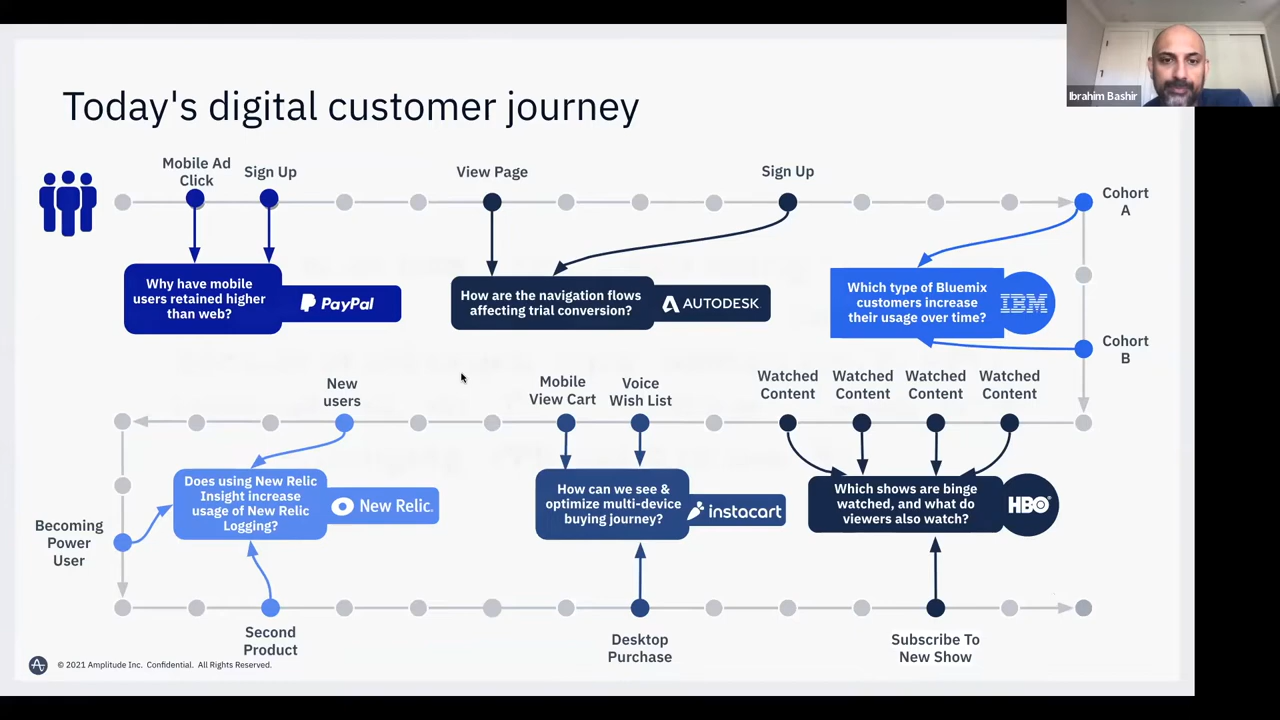 Ibrahim Bashir
Today's digital customer journey
Mobile Ad
Click
Sign Up
View Page
Sign Up
Cohort
A
Why have mobile
users retained higher
than web?
PayPal
How are the navigation flows
affecting trial conversion?
AUTODESK
Which type of Bluemix
customers increase
their usage over time?
IBM
Cohort
B
New
users
Mobile
View Cart
Voice
Wish List
Watched
Content
Watched
Content
Watched
Content
Watched
Content
Does using New Relic
Insight increase
usage of New Relic
Logging?
New Relic.
How can we see &
optimize multi-device
buying journey?
instacart
Which shows are binge
watched, and what do
viewers also watch?
HBO
Becoming
Power
User
Second
Product
Desktop
Purchase
Subscribe To
New Show
© 2021 Amplitude Inc. Confidential. All Rights Reserved.